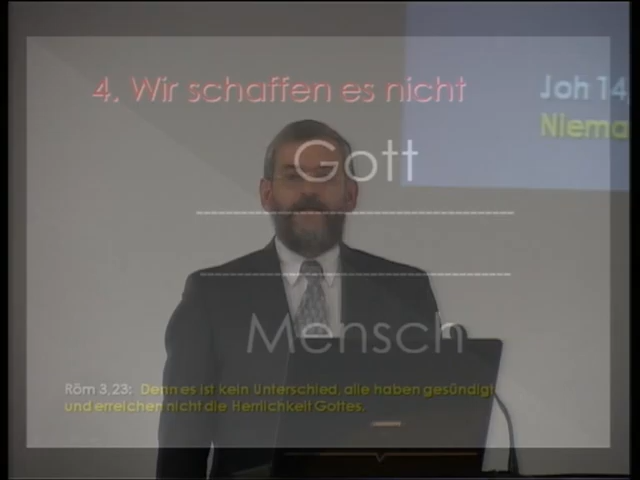 4. Wir schaffen es nicht
Joh 14,
Niema
Gott
Mensch
Röm 3,23: Denn es ist kein Unterschied, alle haben gesündigt
und erreichen nicht die Herrlichkeit Gottes.